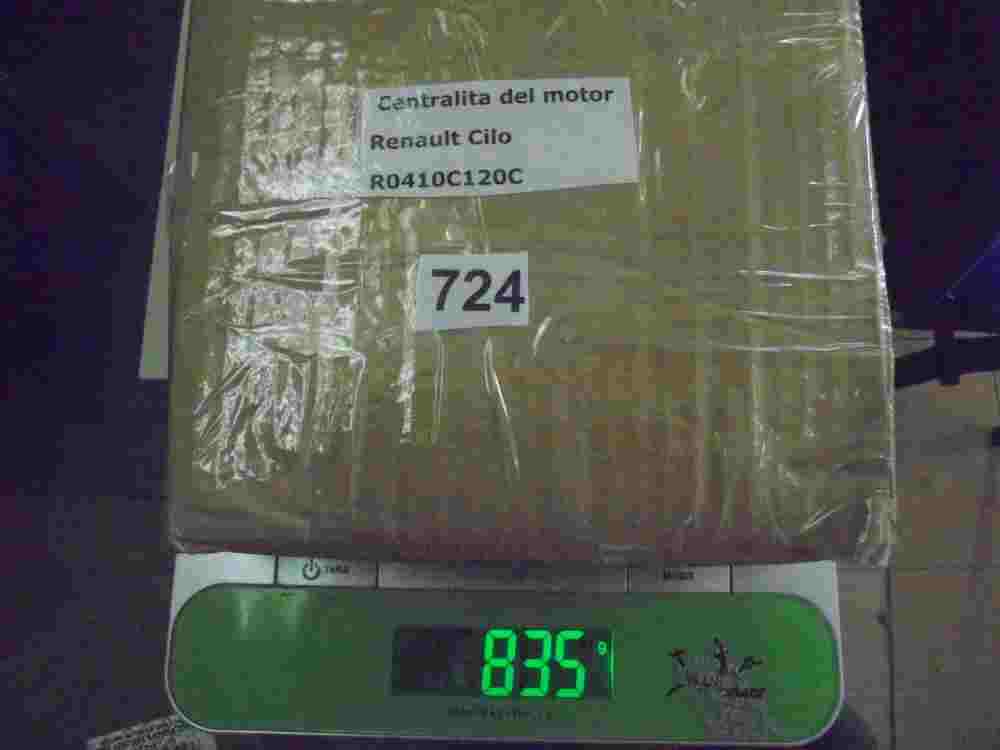 Centralita del motor
Renault Cilo
R0410C120C
724
835 g